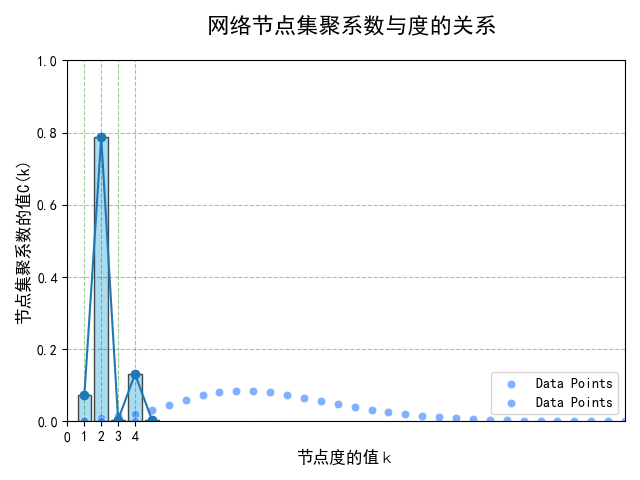 网络节点集聚系数与度的关系
节点集聚系数的值C(k)
1.0
0.8
0.6
0.4
0.2
0.0
0 1 2 3 4
Data Points
Data Points
节点度的值k